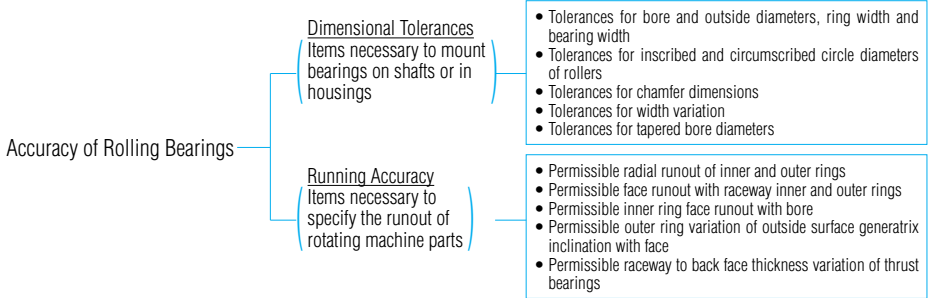 Accuracy of Rolling Bearings
Dimensional Tolerances
Items necessary to mount
bearings on shafts or in
housings
• Tolerances for bore and outside diameters, ring width and
bearing width
• Tolerances for inscribed and circumscribed circle diameters
of rollers
• Tolerances for chamfer dimensions
• Tolerances for width variation
• Tolerances for tapered bore diameters
Running Accuracy
Items necessary to
specify the runout of
rotating machine parts
• Permissible radial runout of inner and outer rings
• Permissible face runout with raceway inner and outer rings
• Permissible inner ring face runout with bore
• Permissible outer ring variation of outside surface generatrix
inclination with face
• Permissible raceway to back face thickness variation of thrust
bearings